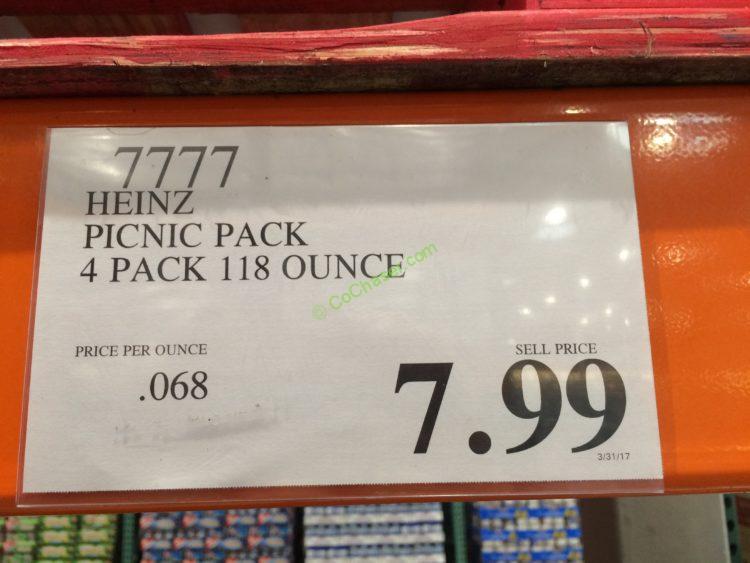 7777
HEINZ
PICNIC PACK
4 PACK 118 OUNCE
© CoChaser.com
PRICE PER OUNCE
.068
SELL PRICE
7.99
3/31/17